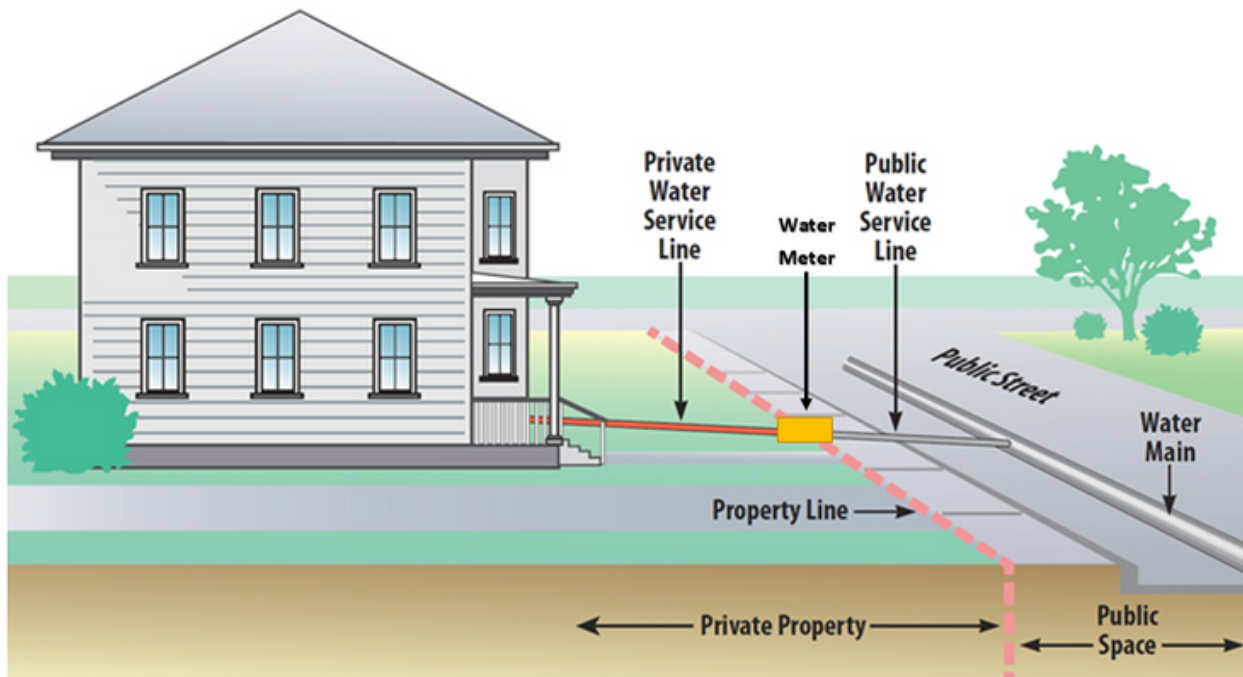 Private
Water
Service
Line
Water
Meter
Public
Water
Service
Line
Public Street
Water
Main
Property Line
Private Property
Public
Space